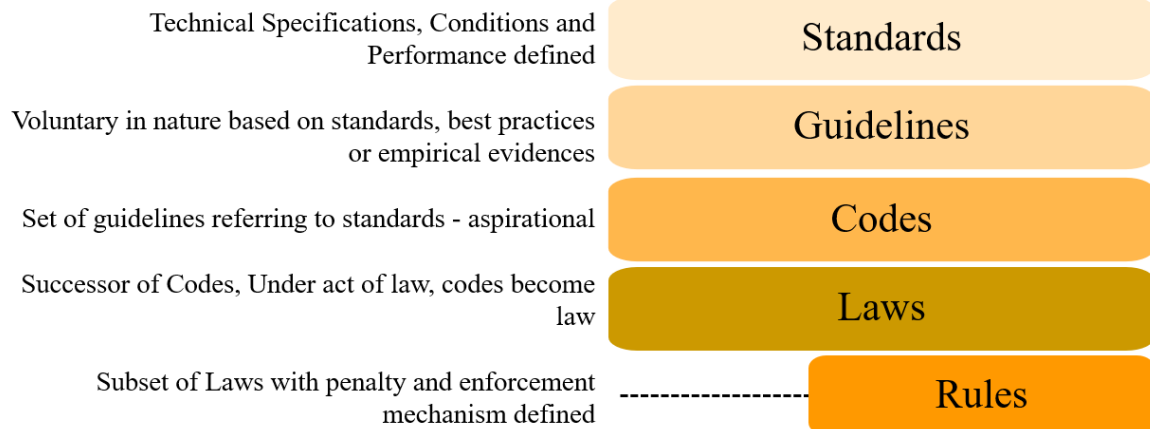 Technical Specifications, Conditions and
Performance defined
Standards
Voluntary in nature based on standards, best practices
or empirical evidences
Guidelines
Set of guidelines referring to standards - aspirational
Codes
Successor of Codes, Under act of law, codes become
law
Laws
Subset of Laws with penalty and enforcement
mechanism defined
Rules